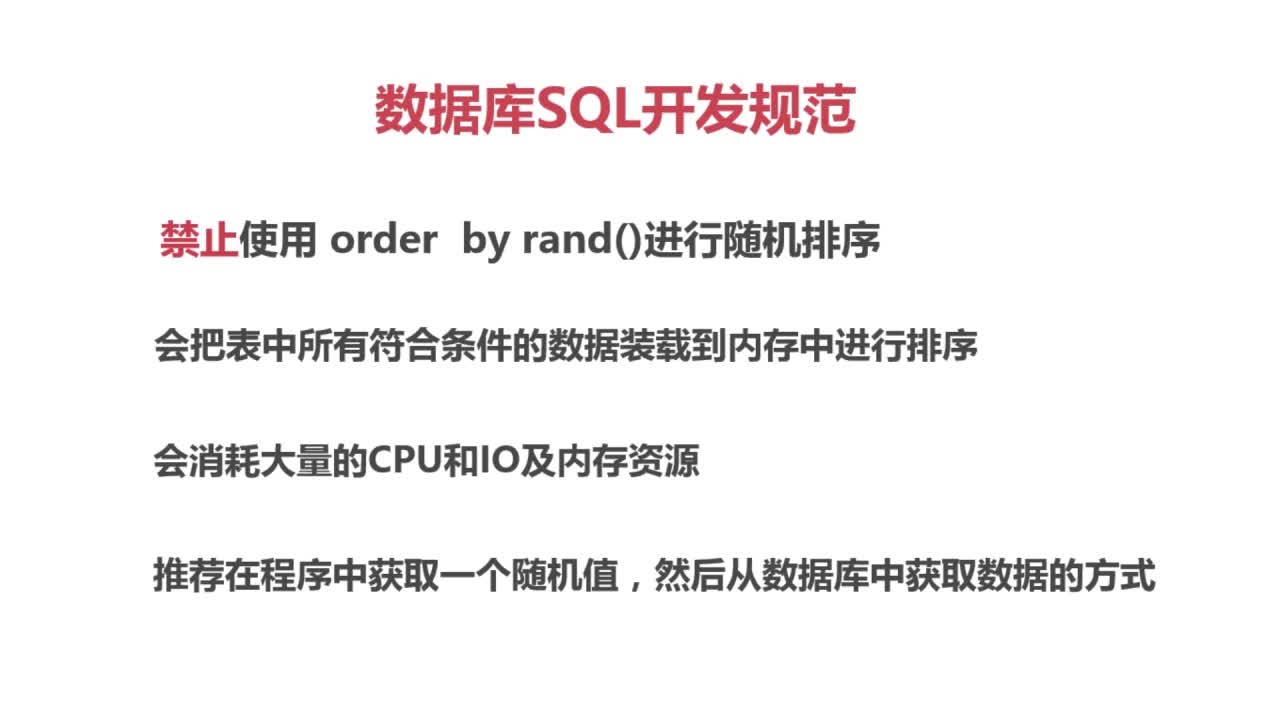 数据库SQL开发规范
禁止使用 order  by rand()进行随机排序
会把表中所有符合条件的数据装载到内存中进行排序
会消耗大量的CPU和IO及内存资源
推荐在程序中获取一个随机值，然后从数据库中获取数据的方式